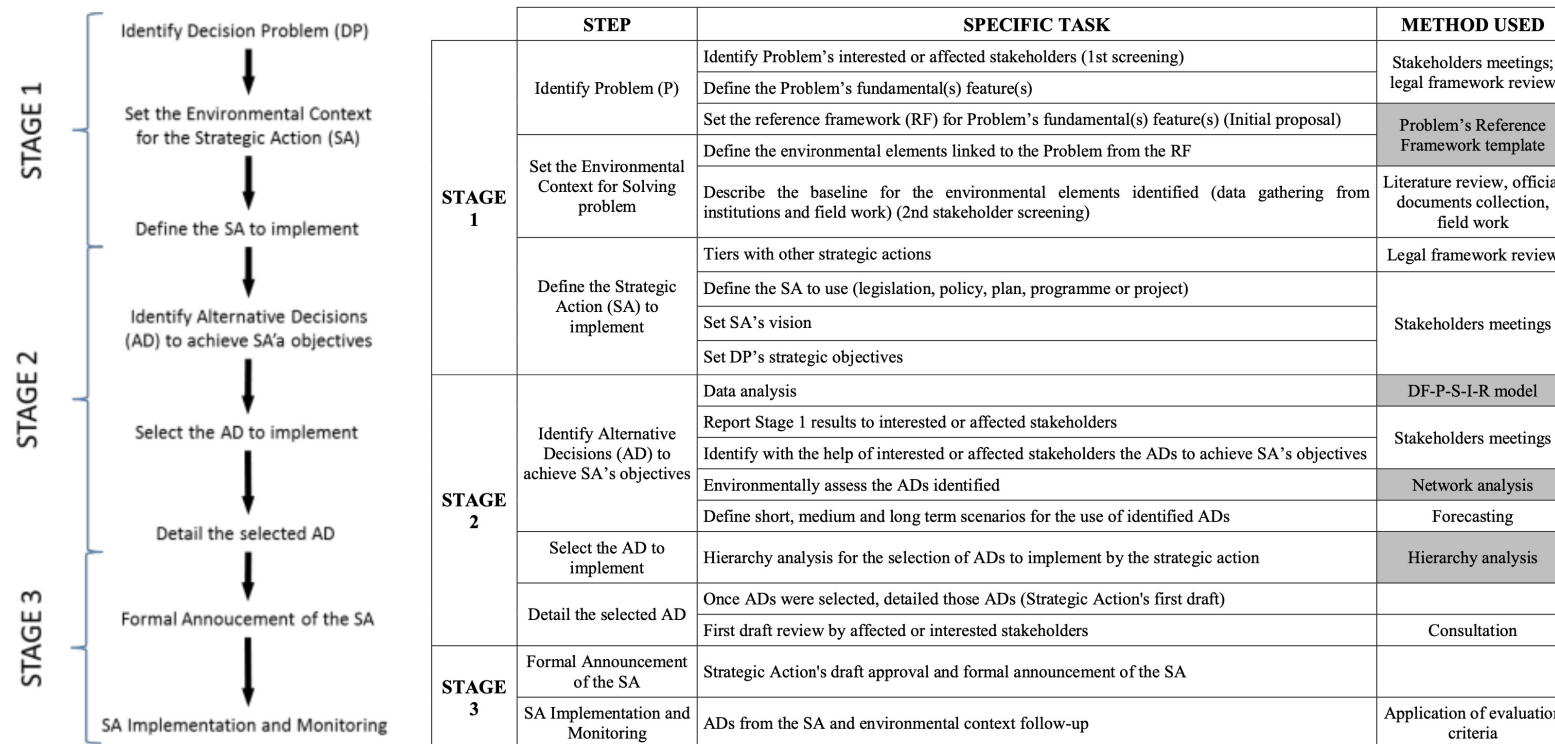 STAGE 1
STAGE 2
STAGE 3
Identify Decision Problem (DP)
Set the Environmental Context
for the Strategic Action (SA)
Define the SA to implement
Identify Alternative Decisions
(AD) to achieve SA'a objectives
Select the AD to implement
Detail the selected AD
Formal Annoucement of the SA
SA Implementation and Monitoring
STEP
SPECIFIC TASK
METHOD USED
STAGE
1
Identify Problem (P)
Identify Problem's interested or affected stakeholders (1st screening)
Stakeholders meetings;
legal framework review
Define the Problem's fundamental(s) feature(s)
Set the reference framework (RF) for Problem's fundamental(s) feature(s) (Initial proposal)
Problem's Reference
Framework template
Set the Environmental
Context for Solving
problem
Define the environmental elements linked to the Problem from the RF
Describe the baseline for the environmental elements identified (data gathering from
institutions and field work) (2nd stakeholder screening)
Literature review, officia
documents collection,
field work
Define the Strategic
Action (SA) to
implement
Tiers with other strategic actions
Legal framework review
Define the SA to use (legislation, policy, plan, programme or project)
Stakeholders meetings
Set SA's vision
Set DP's strategic objectives
STAGE
2
Identify Alternative
Decisions (AD) to
achieve SA's objectives
Data analysis
DF-P-S-I-R model
Report Stage 1 results to interested or affected stakeholders
Stakeholders meetings
Identify with the help of interested or affected stakeholders the ADs to achieve SA's objectives
Environmentally assess the ADs identified
Network analysis
Define short, medium and long term scenarios for the use of identified ADs
Forecasting
Select the AD to
implement
Hierarchy analysis for the selection of ADs to implement by the strategic action
Hierarchy analysis
Detail the selected AD
Once ADs were selected, detailed those ADs (Strategic Action's first draft)
First draft review by affected or interested stakeholders
Consultation
STAGE
3
Formal Announcement
of the SA
Strategic Action's draft approval and formal announcement of the SA
SA Implementation and
Monitoring
ADs from the SA and environmental context follow-up
Application of evaluation
criteria